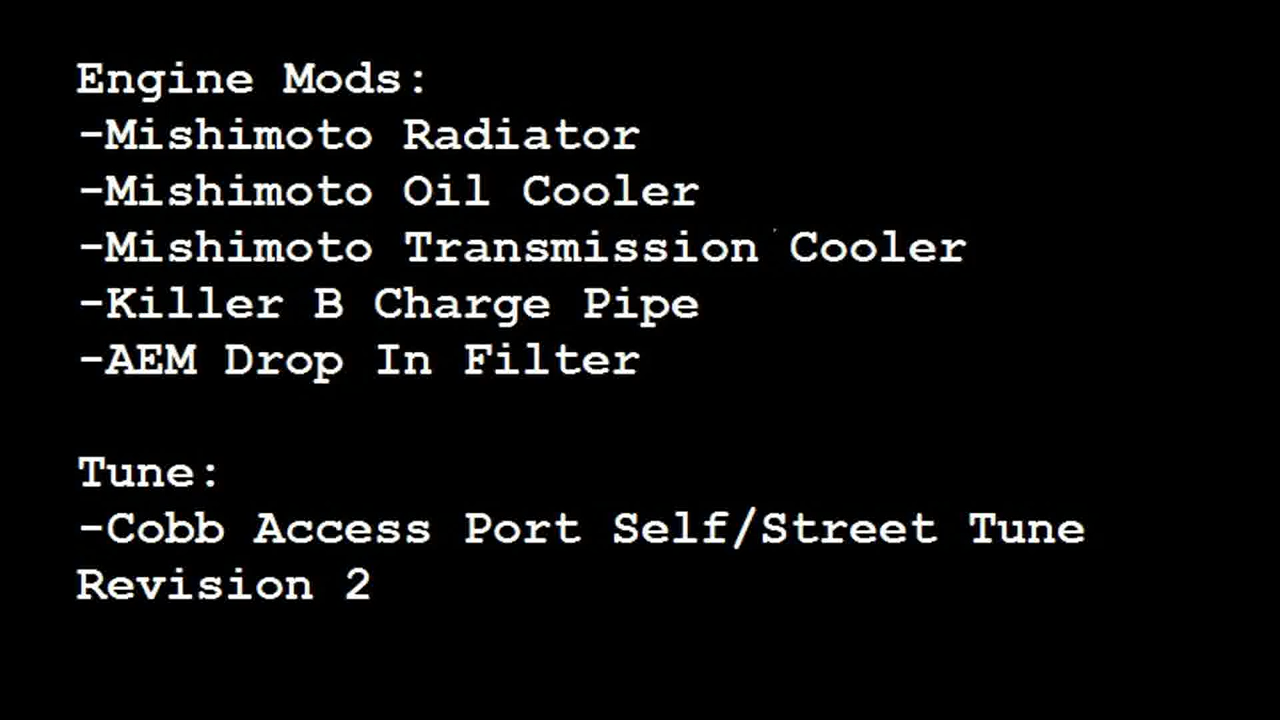 Engine Mods:
-Mishimoto Radiator
-Mishimoto Oil Cooler
-Mishimoto Transmission Cooler
-Killer B Charge Pipe
-AEM Drop In Filter
Tune:
-Cobb Access Port Self/Street Tune
Revision 2